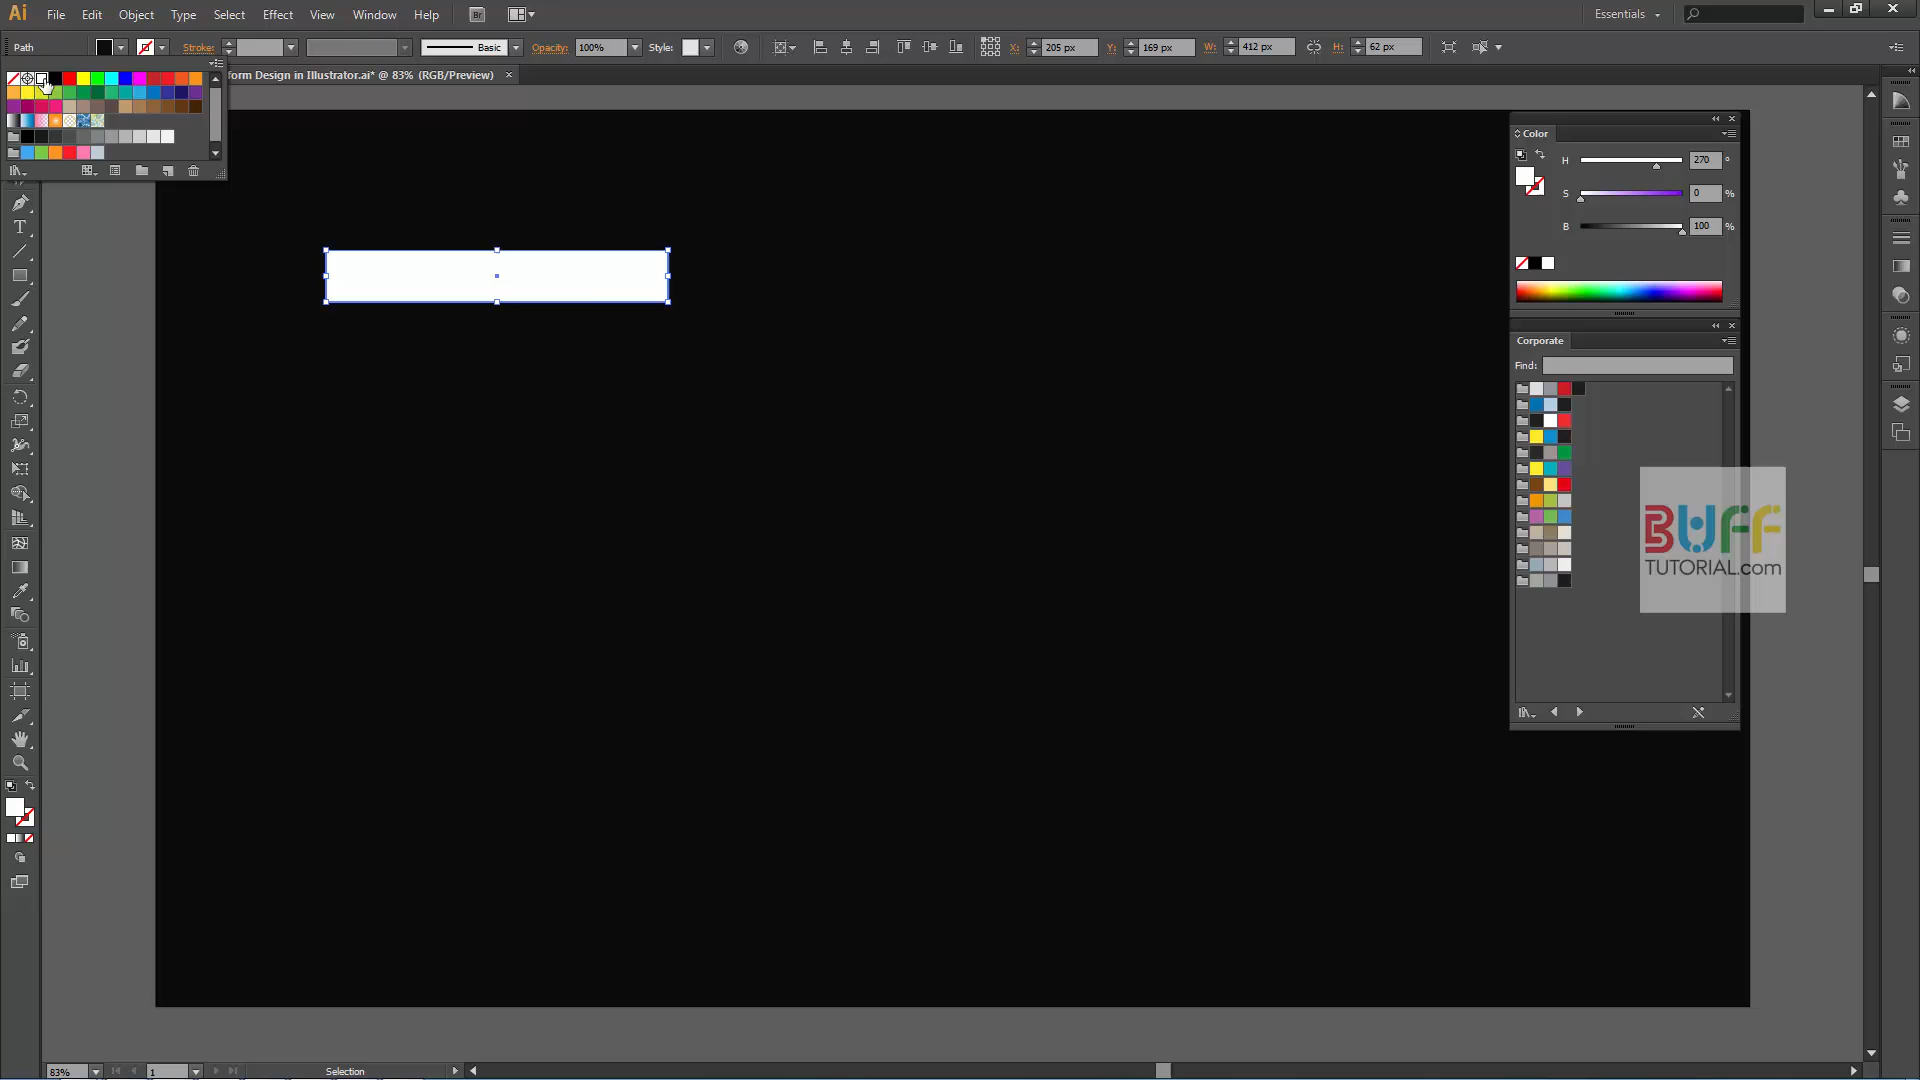 Ai File Edit Object Type Select Effect View Window Help Br Essentials
Path Stroke: Basic Opacity: 100% Style: X: 205 px Y: 169 px W: 412 px H: 62 px
form Design in Illustrator.ai* @ 83% (RGB/Preview)
Color
H 270 °
S 0 %
B 100 %
Corporate
Find:
BUFF
TUTORIAL.com
T
83% 1 Selection